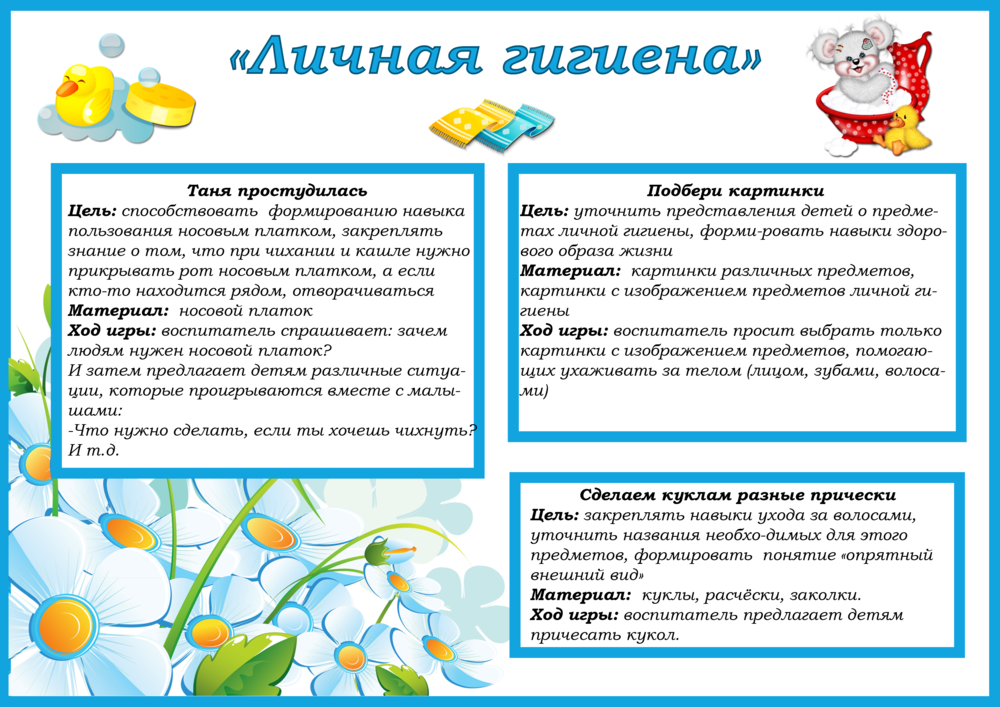 «Личная гигиена»
Таня простудилась
Цель: способствовать формированию навыка
пользования носовым платком, закреплять
знание о том, что при чихании и кашле нужно
прикрывать рот носовым платком, а если
кто-то находится рядом, отворачиваться
Материал: носовой платок
Ход игры: воспитатель спрашивает: зачем
людям нужен носовой платок?
И затем предлагает детям различные ситуа-
ции, которые проигрываются вместе с малы-
шами:
-Что нужно сделать, если ты хочешь чихнуть?
И т.д.
Подбери картинки
Цель: уточнить представления детей о предме-
тах личной гигиены, форми-ровать навыки здоро-
вого образа жизни
Материал: картинки различных предметов,
картинки с изображением предметов личной ги-
гиены
Ход игры: воспитатель просит выбрать только
картинки с изображением предметов, помогаю-
щих ухаживать за телом (лицом, зубами, волоса-
ми)
Сделаем куклам разные прически
Цель: закреплять навыки ухода за волосами,
уточнить названия необхо-димых для этого
предметов, формировать понятие «опрятный
внешний вид»
Материал: куклы, расчёски, заколки.
Ход игры: воспитатель предлагает детям
причесать кукол.